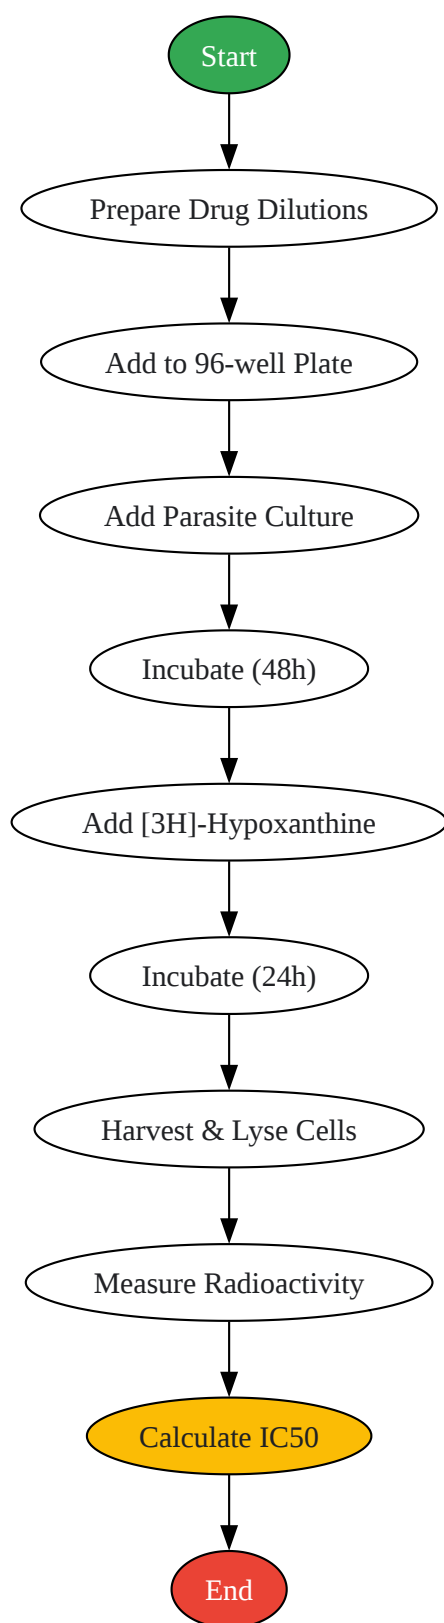 Start
Prepare Drug Dilutions
Add to 96-well Plate
Add Parasite Culture
Incubate (48h)
Add [3H]-Hypoxanthine
Incubate (24h)
Harvest & Lyse Cells
Measure Radioactivity
Calculate IC50
End